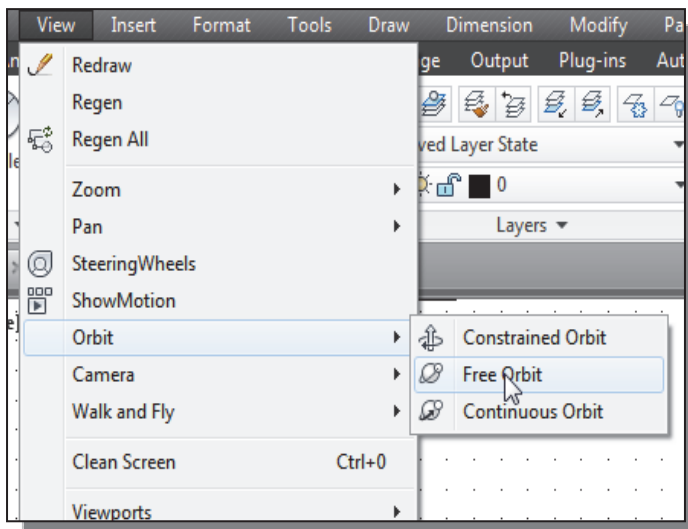 View Insert Format Tools Draw Dimension Modify Pa
ge Output Plug-ins Aut
Redraw
Regen
Regen All
ved Layer State
Zoom
0
Pan
Layers
SteeringWheels
ShowMotion
Orbit
Constrained Orbit
Camera
Free Orbit
Walk and Fly
Continuous Orbit
Clean Screen Ctrl+0
Viewports